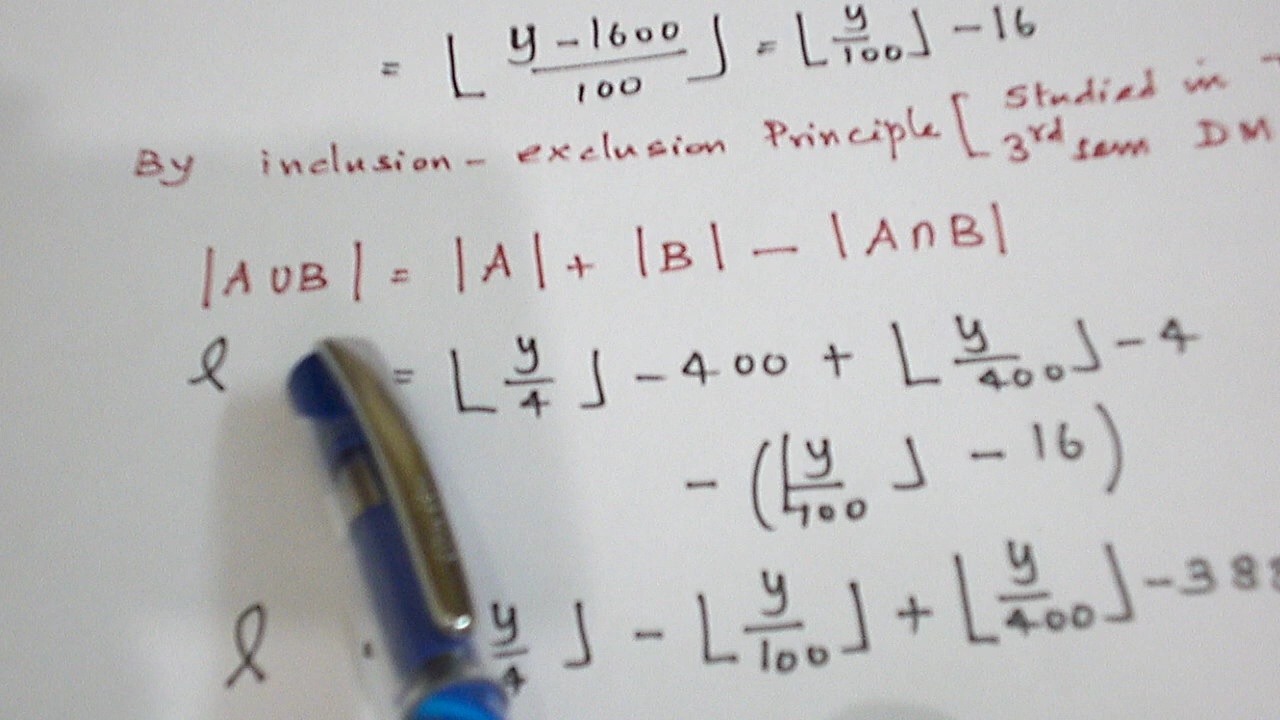 = ⌊ y-1600 / 100 ⌋ = ⌊ y / 100 ⌋ - 16
By inclusion - exclusion Principle [ Studied in
3rd sem DM
|A∪B| = |A| + |B| - |A∩B|
l = ⌊ y / 4 ⌋ - 400 + ⌊ y / 400 ⌋ - 4
- (⌊ y / 100 ⌋ - 16)
l y / 4 ⌋ - ⌊ y / 100 ⌋ + ⌊ y / 400 ⌋ - 388